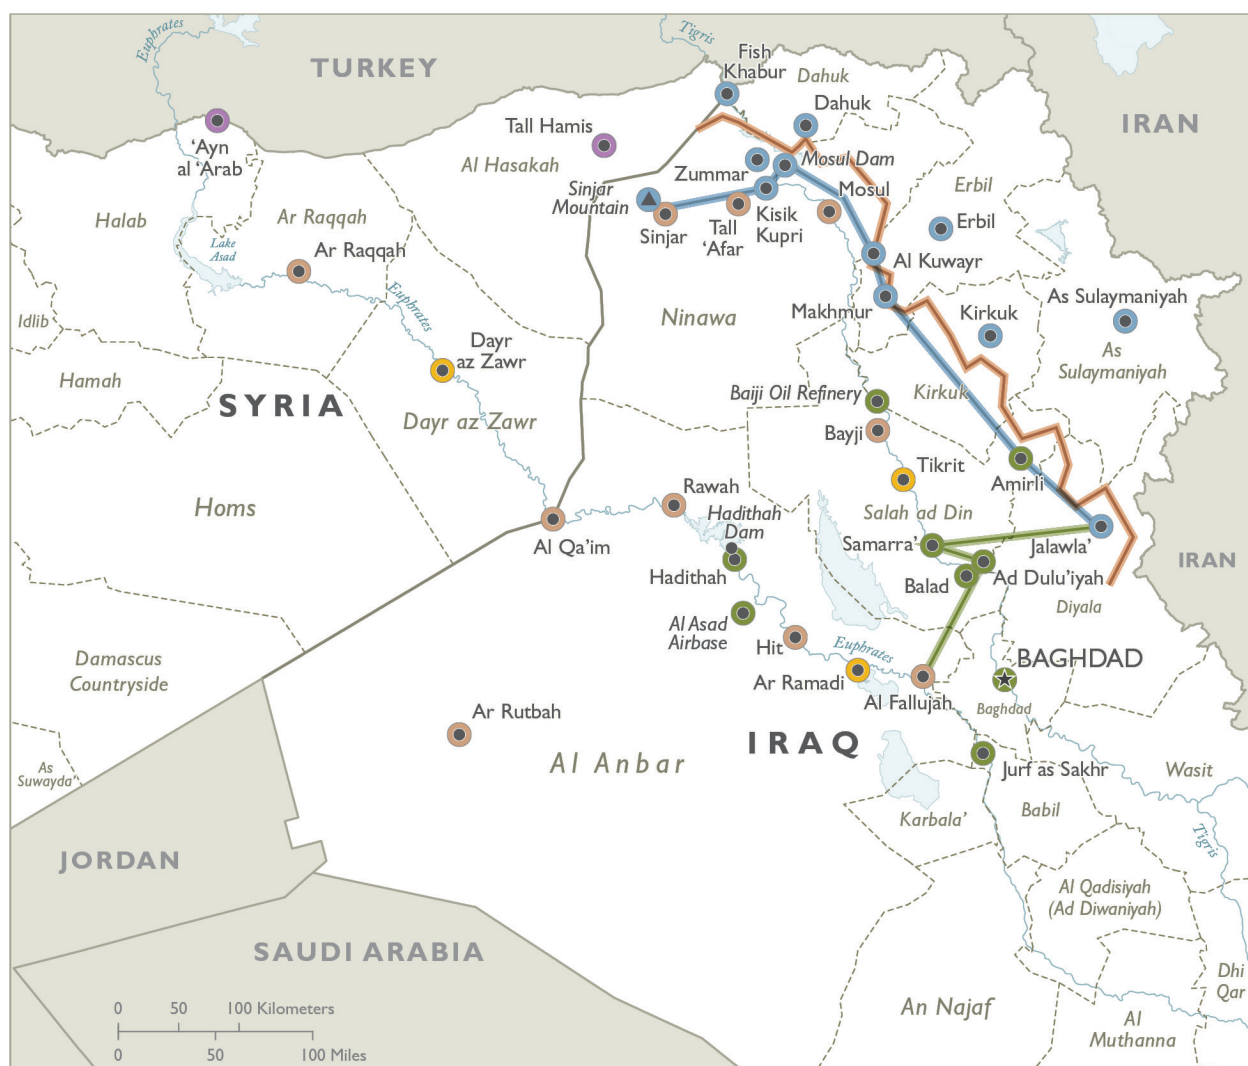 Euphrates
TURKEY
Tigris
Fish
Khabur
Dahuk
Dahuk
IRAN
‘Ayn
al ‘Arab
Tall Hamis
Al Hasakah
Zummar
Mosul Dam
Mosul
Erbil
Sinjar
Mountain
Halab
Ar Raqqah
Sinjar
Tall
‘Afar
Kisik
Kupri
Erbil
Lake
Asad
Ar Raqqah
Al Kuwayr
Euphrates
Idlib
Ninawa
Makhmur
Kirkuk
As Sulaymaniyah
As
Sulaymaniyah
Hamah
Dayr
az Zawr
SYRIA
Dayr az Zawr
Baiji Oil Refinery
Kirkuk
Bayji
Tikrit
Amirli
Homs
Rawah
Hadithah
Dam
Salah ad Din
Al Qa’im
Samarra’
Jalawla’
Hadithah
Balad
Ad Dulu’iyah
IRAN
Diyala
Al Asad
Airbase
Hit
Euphrates
BAGHDAD
Damascus
Countryside
Ar Ramadi
Al Fallujah
Baghdad
Ar Rutbah
IRAQ
Al Anbar
As
Suwayda’
Jurf as Sakhr
Wasit
Karbala’
Babil
Tigris
JORDAN
Al Qadisiyah
(Ad Diwaniyah)
SAUDI ARABIA
Dhi
Qar
An Najaf
Al
Muthanna
0 50 100 Kilometers
0 50 100 Miles